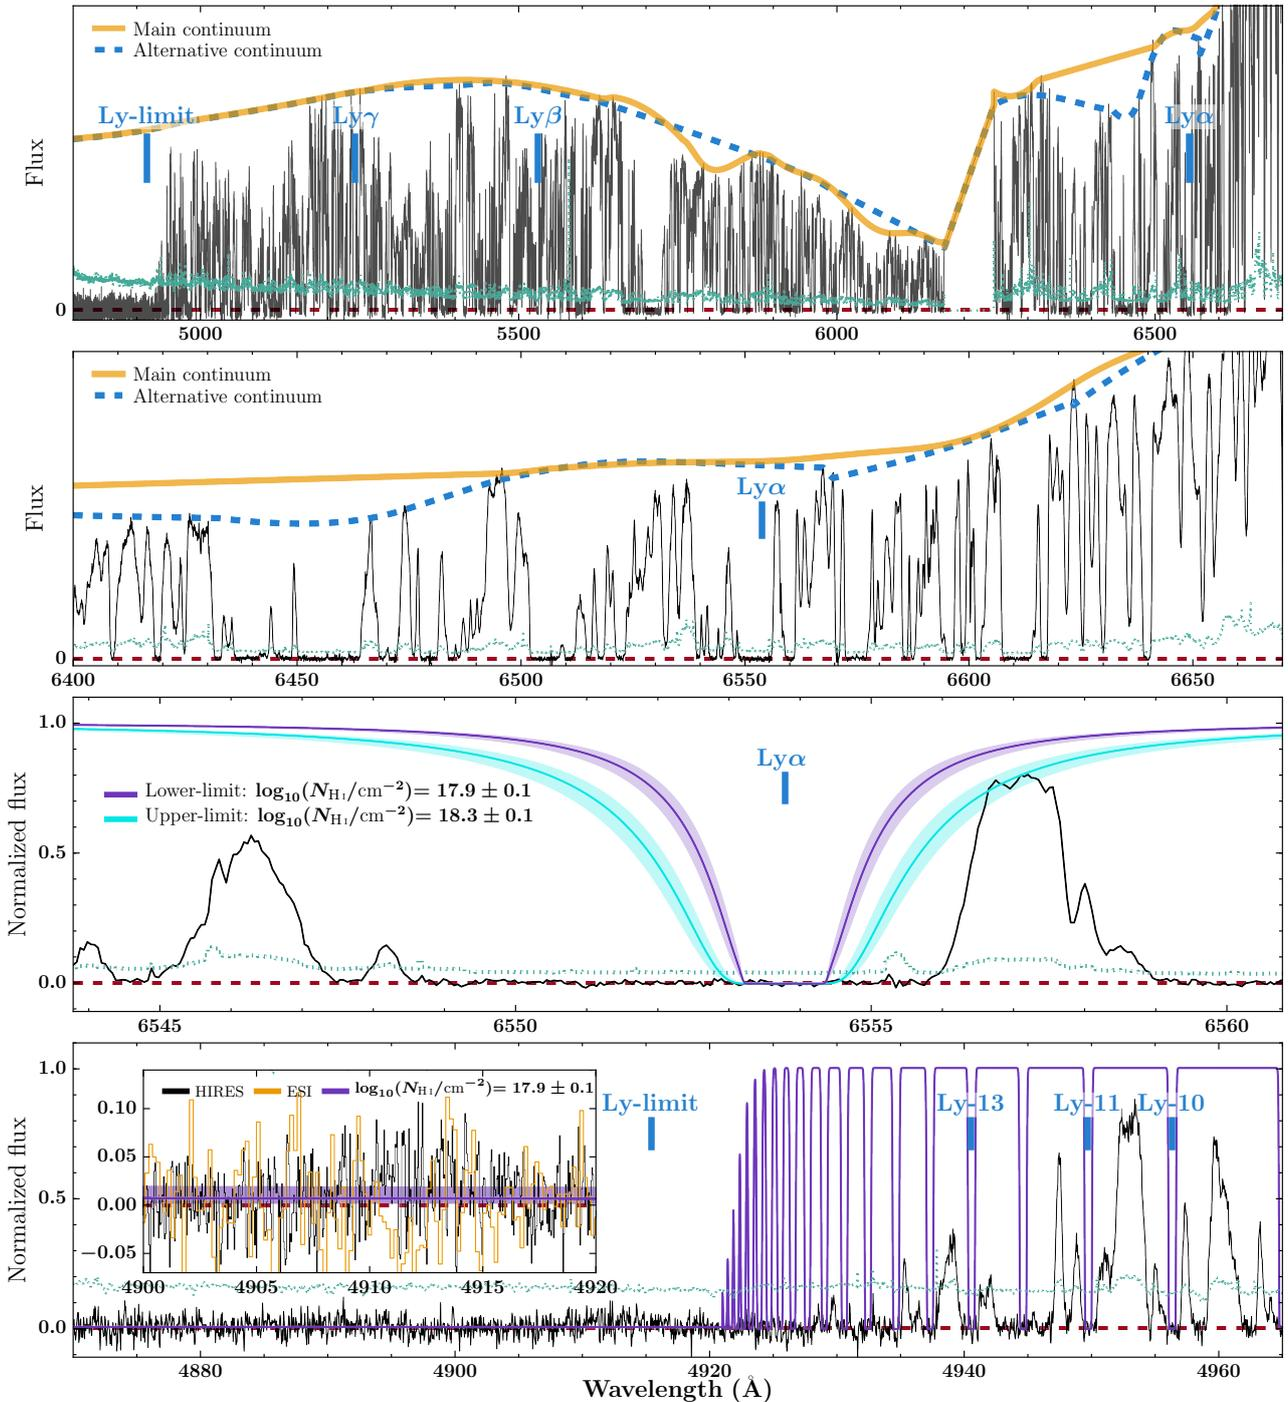 Main continuum
Alternative continuum
Ly-limit
Lyγ
Lyβ
Lyα
Flux
0
5000 5500 6000 6500
Main continuum
Alternative continuum
Lyα
Flux
0
6400 6450 6500 6550 6600 6650
1.0
Lyα
Lower-limit: log₁₀(N_HI/cm⁻²)= 17.9 ± 0.1
Upper-limit: log₁₀(N_HI/cm⁻²)= 18.3 ± 0.1
Normalized flux
0.5
0.0
6545 6550 6555 6560
1.0
HIRES ESI log₁₀(N_HI/cm⁻²)= 17.9 ± 0.1
Ly-limit Ly-13 Ly-11 Ly-10
0.10
0.05
0.00
−0.05
4900 4905 4910 4915 4920
Normalized flux
0.5
0.0
4880 4900 4920 4940 4960
Wavelength (Å)